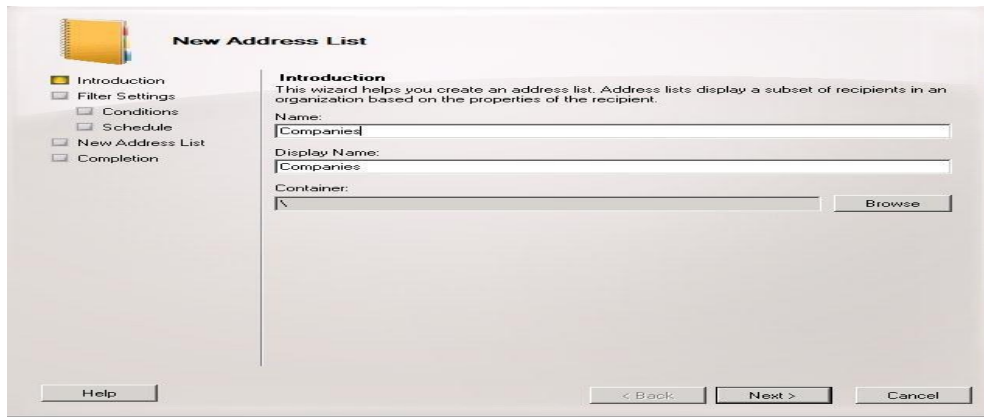 New Address List
Introduction
Filter Settings
Conditions
Schedule
New Address List
Completion
Introduction
This wizard helps you create an address list. Address lists display a subset of recipients in an
organization based on the properties of the recipient.
Name:
Companies
Display Name:
Companies
Container:
\
Browse
Help
< Back
Next >
Cancel